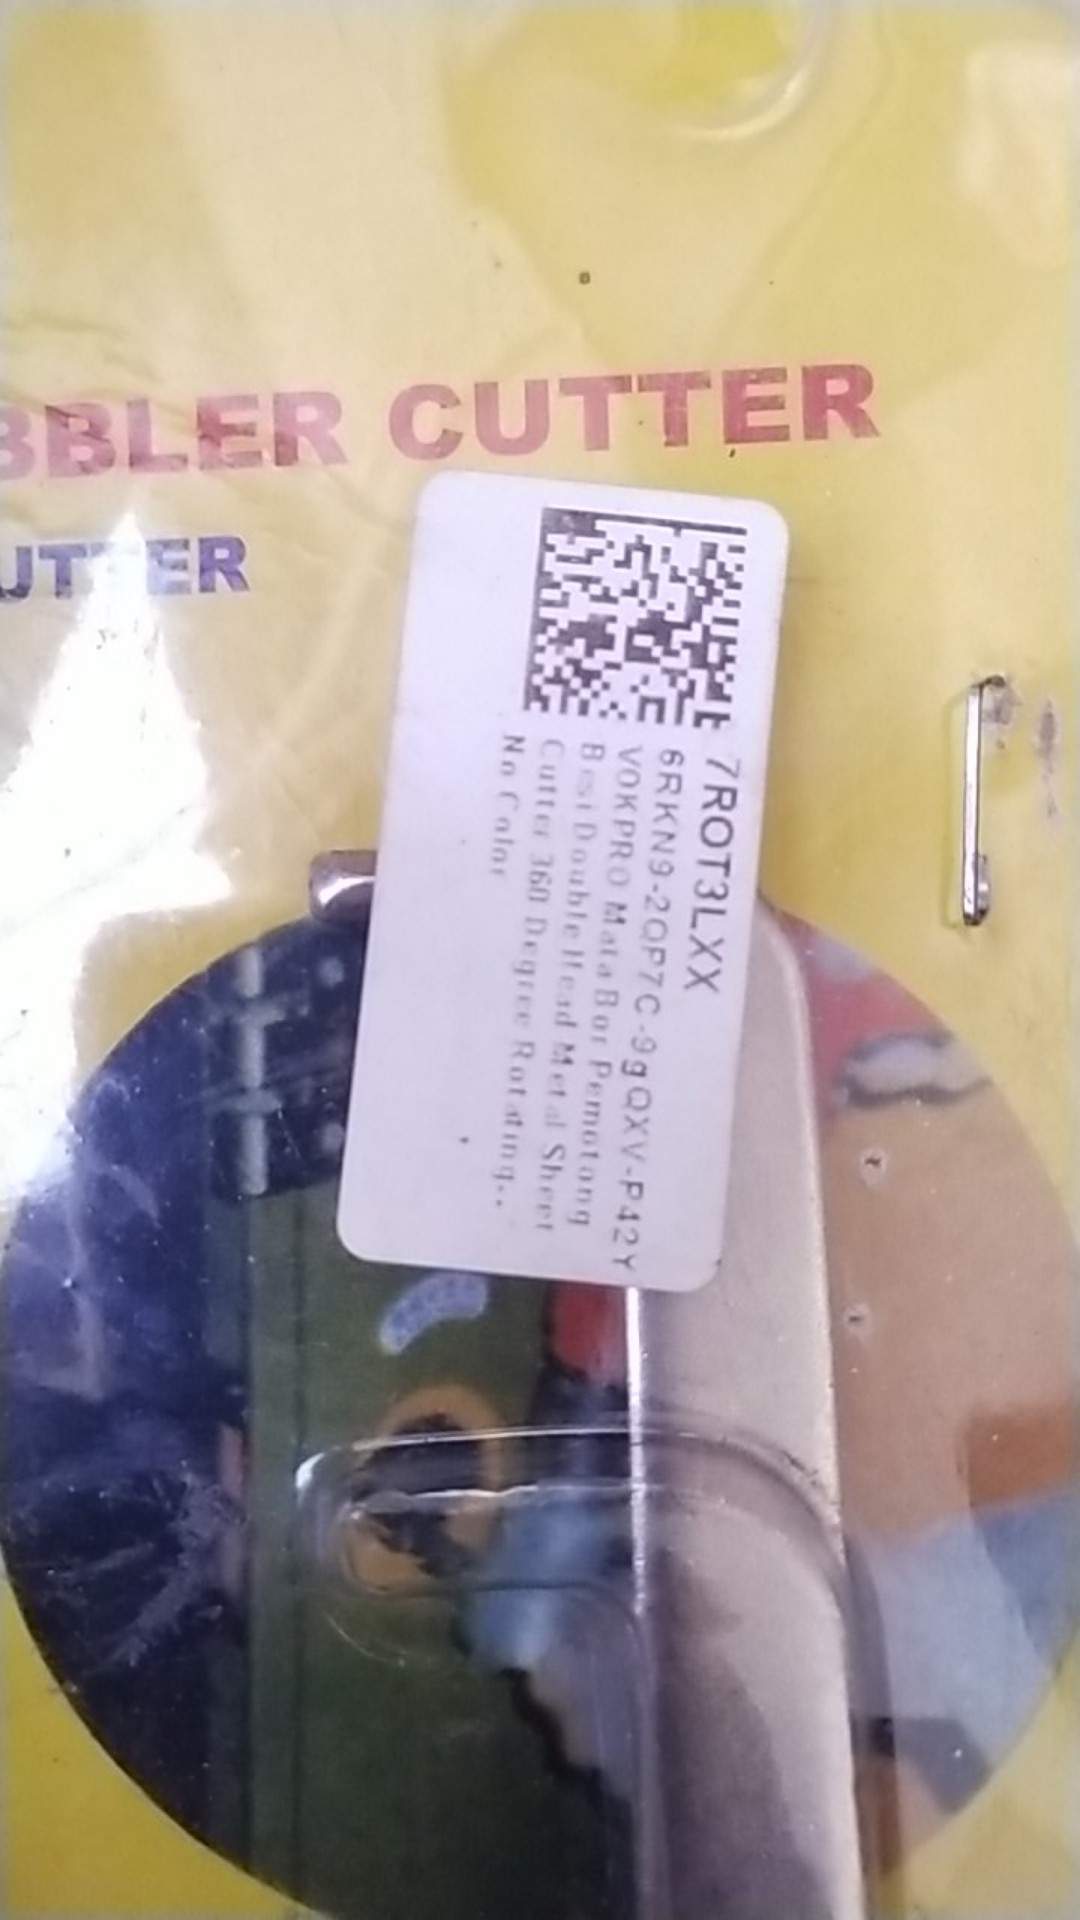 BBLER CUTTER
UTTER
7ROT3LXX
6RKN9-2QP7C-9gQXV-P42Y
VOKPRO Mata Bor Pemotong
Besi Double Head Metal Sheet
Cutter 360 Degree Rotating..
No Color